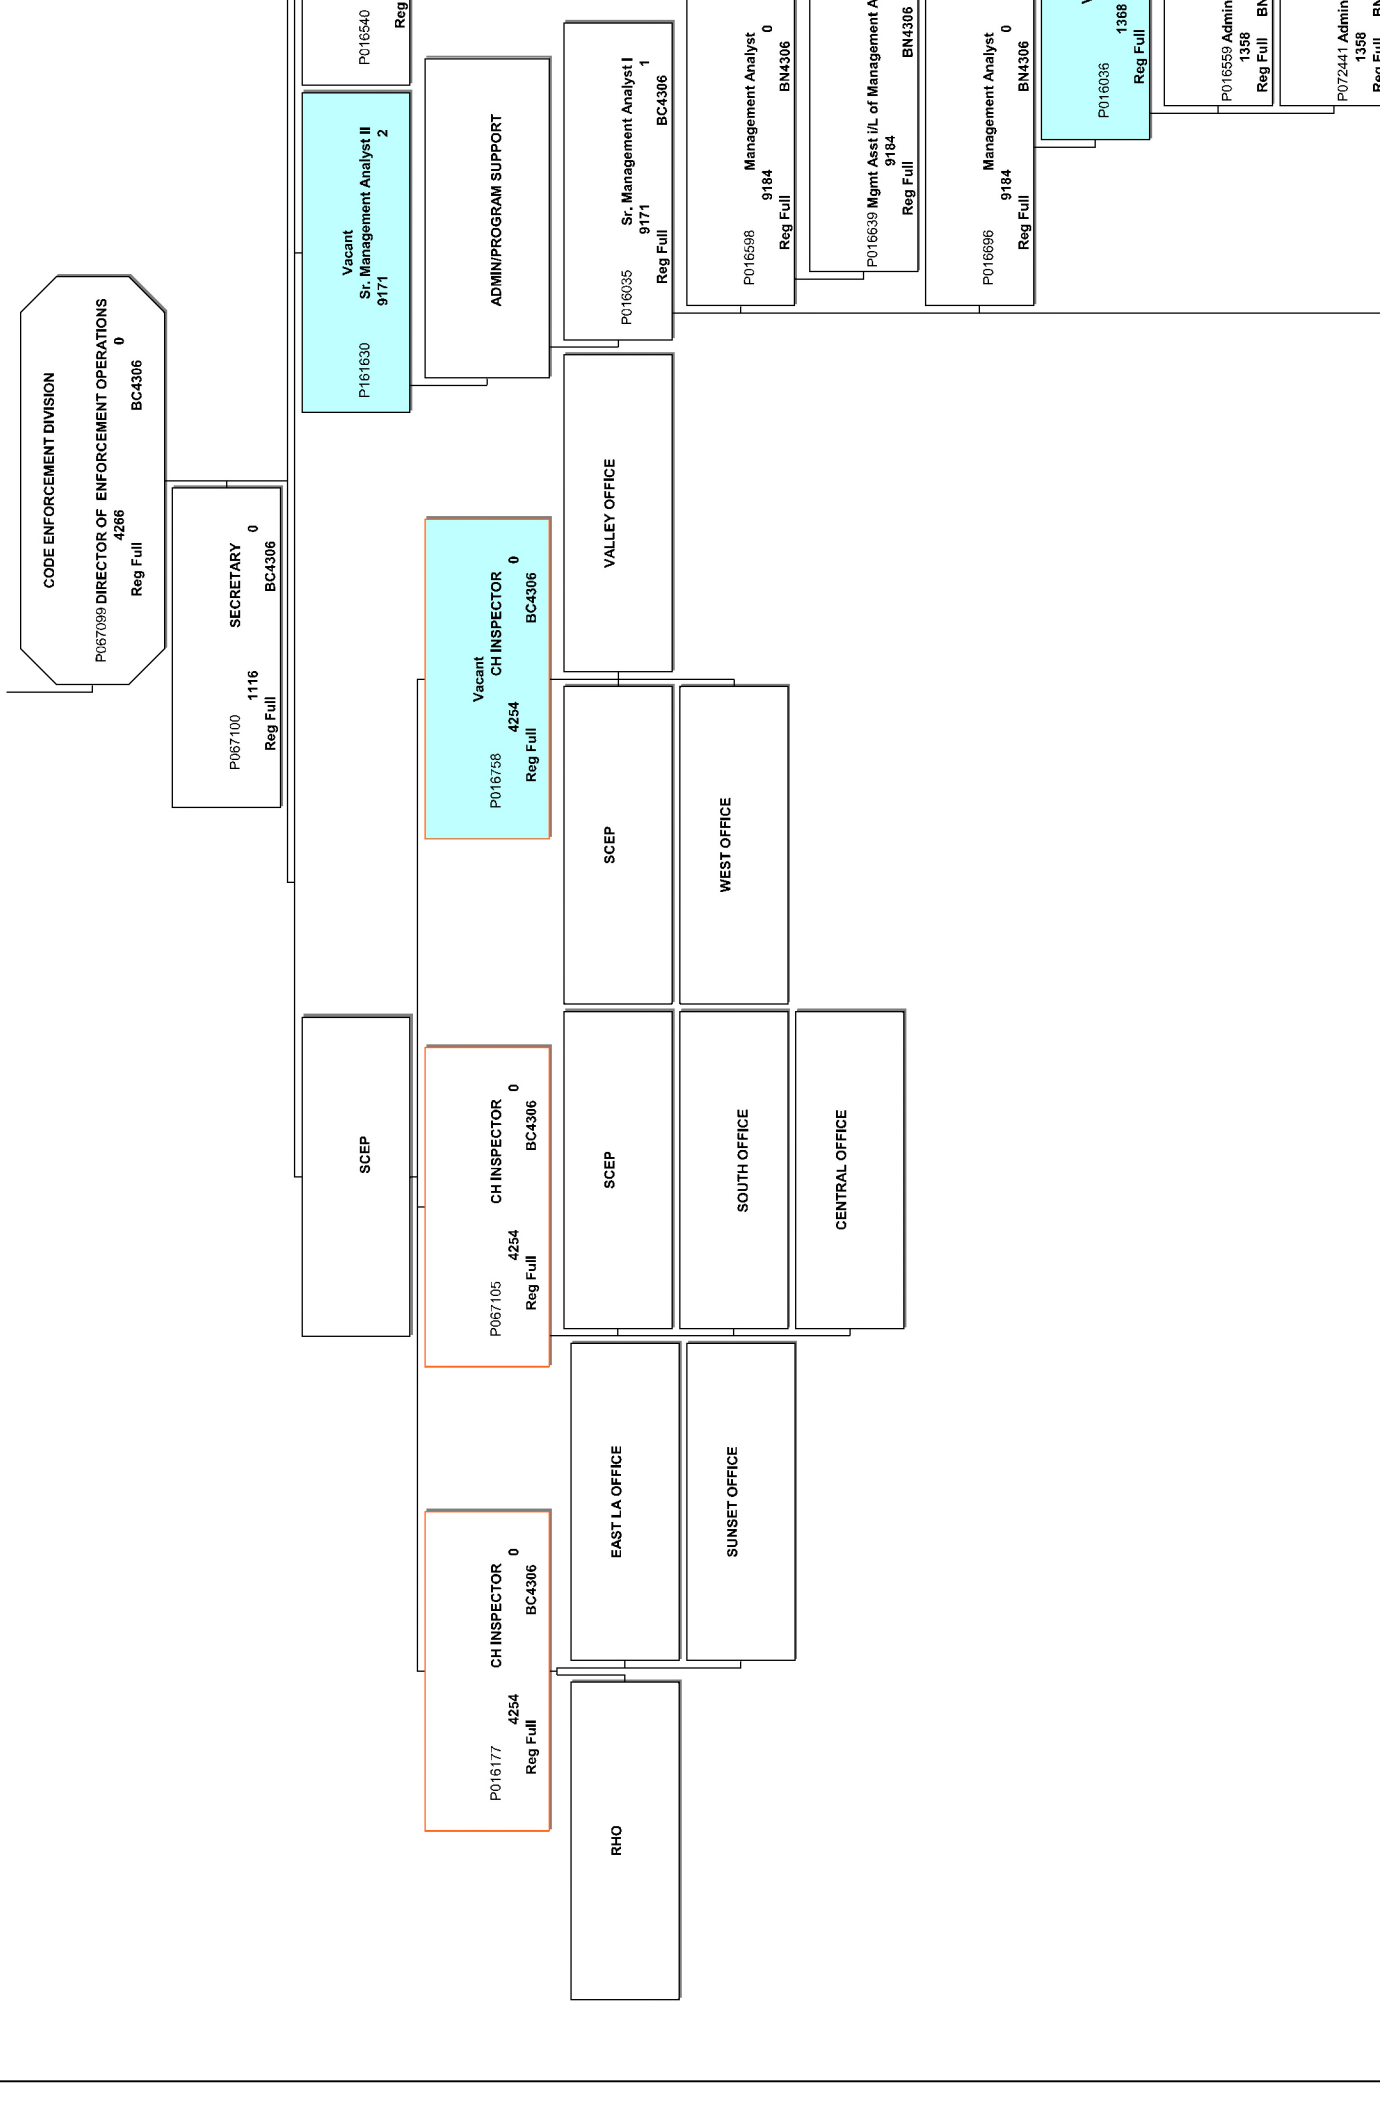 CODE ENFORCEMENT DIVISION
P067099 DIRECTOR OF ENFORCEMENT OPERATIONS
4266 0
Reg Full BC4306
P067100 SECRETARY
1116 0
Reg Full BC4306
SCEP
Vacant
P161630 Sr. Management Analyst II
9171 2
P016540
Reg
P016177 CH INSPECTOR
4254 0
Reg Full BC4306
P067105 CH INSPECTOR
4254 0
Reg Full BC4306
Vacant
P016758 CH INSPECTOR
4254 0
Reg Full BC4306
ADMIN/PROGRAM SUPPORT
RHO
EAST LA OFFICE
SUNSET OFFICE
SCEP
SOUTH OFFICE
CENTRAL OFFICE
SCEP
WEST OFFICE
VALLEY OFFICE
P016035 Sr. Management Analyst I
9171 1
Reg Full BC4306
P016598 Management Analyst
9184 0
Reg Full BN4306
P016639 Mgmt Asst i/L of Management A
9184
Reg Full BN4306
P016696 Management Analyst
9184 0
Reg Full BN4306
P016036
1368
Reg Full
P016559 Admin
1358
Reg Full BN
P072441 Admin
1358
Reg Full